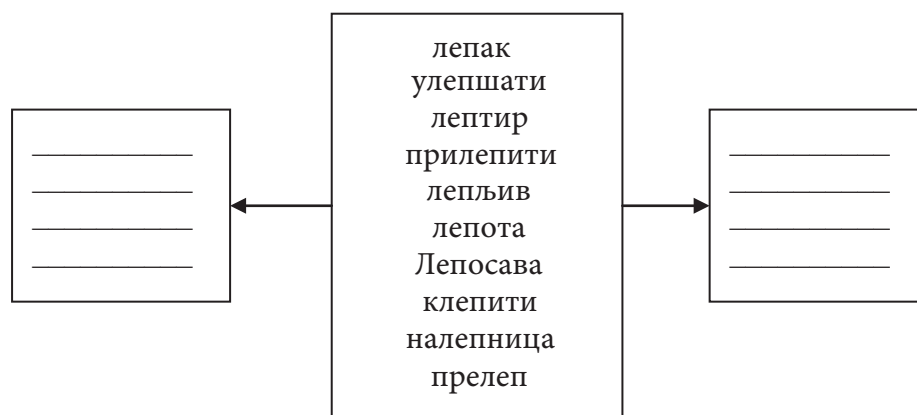 лепак
улепшати
лептир
прилепити
лепљив
лепота
Лепосава
клепити
налепница
прелеп